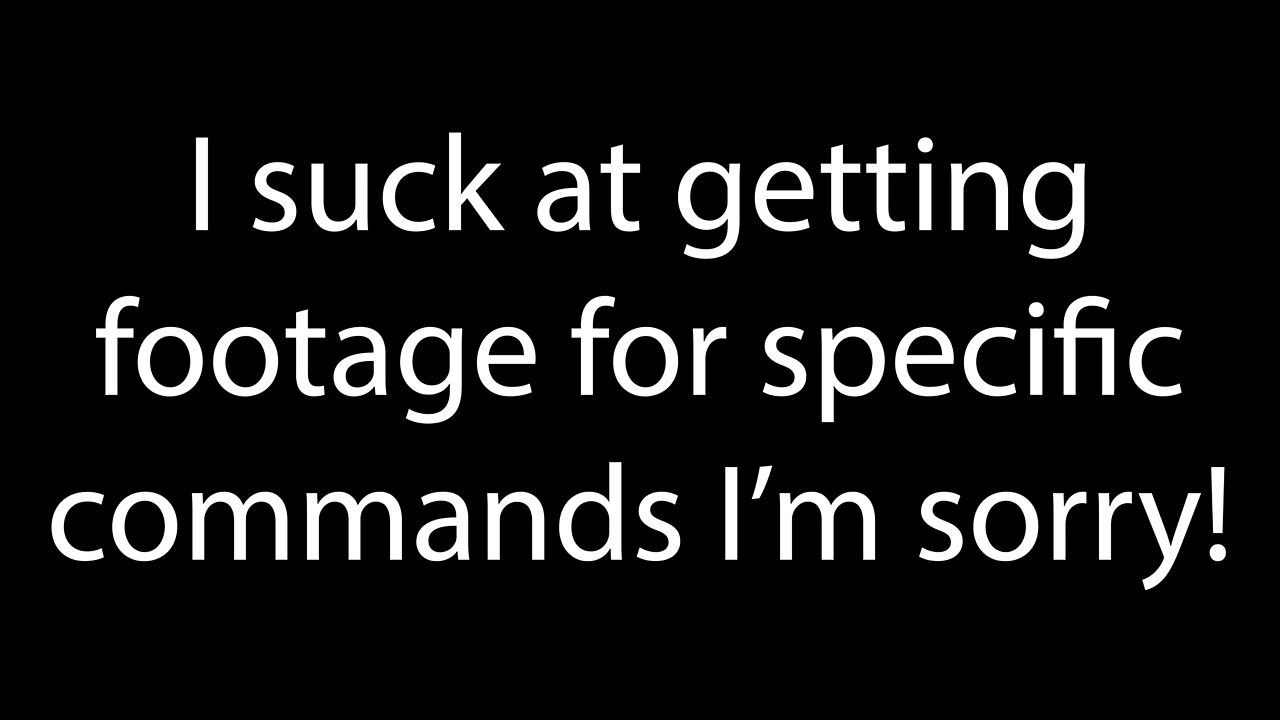 I suck at getting
footage for specific
commands I’m sorry!